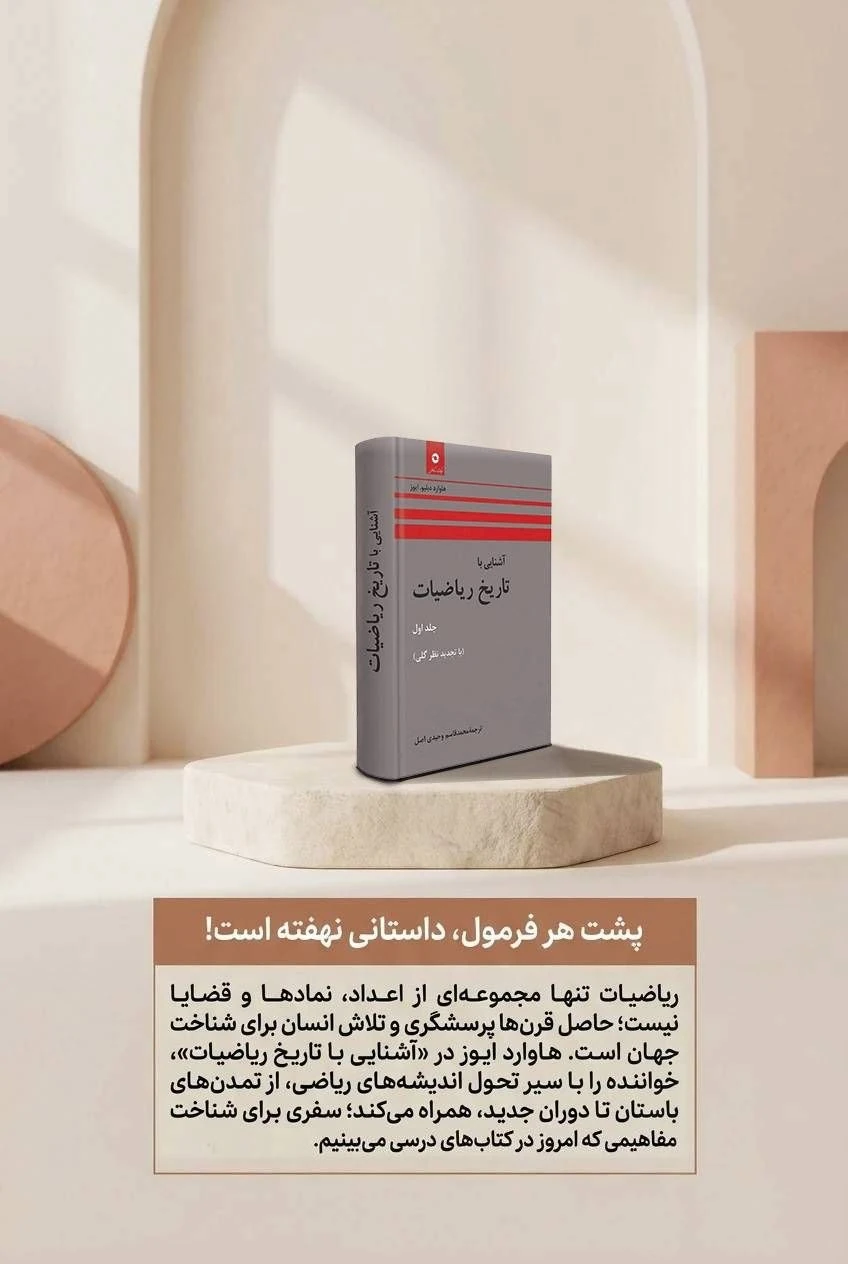 هاوارد دبلیو. ایوز
آشنایی با
تاریخ ریاضیات
جلد اول
(با تجدید نظر کلی)
ترجمهٔ محمدقاسم وحیدی اصل
آشنایی با تاریخ ریاضیات
پشت هر فرمول، داستانی نهفته است!
ریاضیات تنها مجموعه‌ای از اعداد، نمادها و قضایا
نیست؛ حاصل قرن‌ها پرسشگری و تلاش انسان برای شناخت
جهان است. هاوارد ایوز در «آشنایی با تاریخ ریاضیات»،
خواننده را با سیر تحول اندیشه‌های ریاضی، از تمدن‌های
باستان تا دوران جدید، همراه می‌کند؛ سفری برای شناخت
مفاهیمی که امروز در کتاب‌های درسی می‌بینیم.